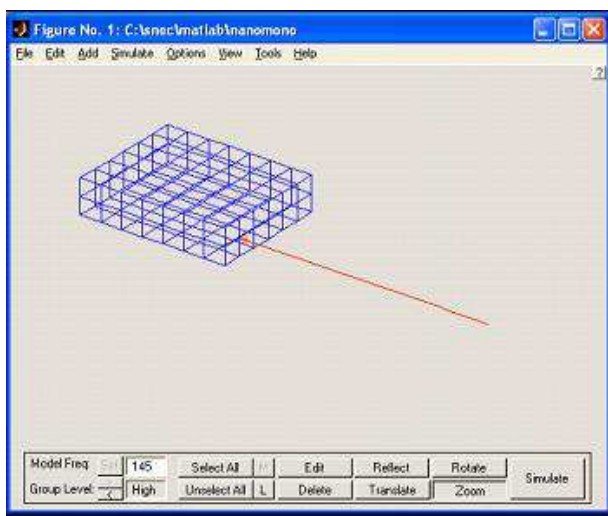 Figure No. 1: C:\snec\matlab\nanomono
File Edit Add Simulate Options View Tools Help
?
Model Freq: Set 145 Select All M Edit Reflect Rotate Simulate
Group Level: High Unselect All L Delete Translate Zoom